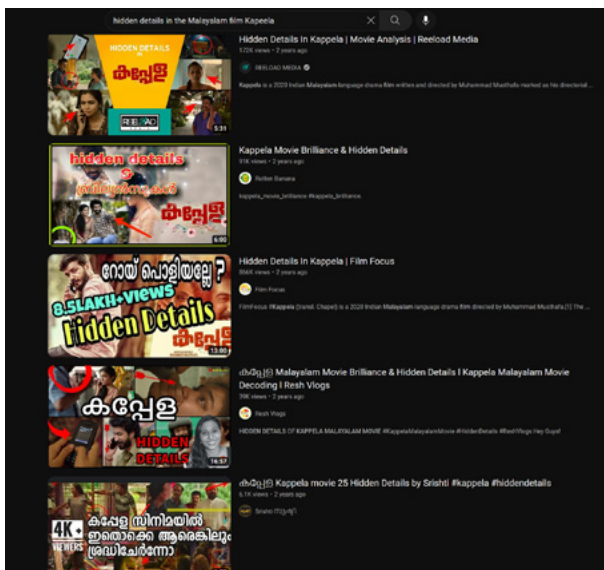 hidden details in the Malayalam film Kapeela
HIDDEN DETAILS
IN
കപ്പേള
REELOAD
MEDIA
5:31
Hidden Details In Kappela | Movie Analysis | Reeload Media
572K views • 2 years ago
REELOAD MEDIA
Kappela is a 2020 Indian Malayalam language drama film written and directed by Muhammad Musthafa marked as his directorial ...
hidden details
കപ്പേള
6:00
Kappela Movie Brilliance & Hidden Details
91K views • 2 years ago
Rotten Banana
kappela_movie_brilliance #kappela_brilliance.
റോയ് പൊളിയല്ലേ ?
8.5LAKH+VIEWS
Hidden Details
കപ്പേള
13:00
Hidden Details In Kappela | Film Focus
866K views • 2 years ago
Film Focus
FilmFocus #Kappela (transl. Chapel) is a 2020 Indian Malayalam language drama film directed by Muhammad Musthafa.[1] The ...
കപ്പേള
HIDDEN
DETAILS
16:57
കപ്പേള Malayalam Movie Brilliance & Hidden Details l Kappela Malayalam Movie
Decoding l Resh Vlogs
39K views • 2 years ago
Resh Vlogs
HIDDEN DETAILS OF KAPPELA MALAYALAM MOVIE #KappelaMalayalamMovie #HiddenDetails #ReshVlogs Hey Guys!
4K+
VIEWERS
കപ്പേള സിനിമയിൽ
ഇതൊക്കെ ആരെങ്കിലും
ശ്രദ്ധിചേർന്നോ
കപ്പേള Kappela movie 25 Hidden Details by Srishti #kappela #hiddendetails
6.1K views • 2 years ago